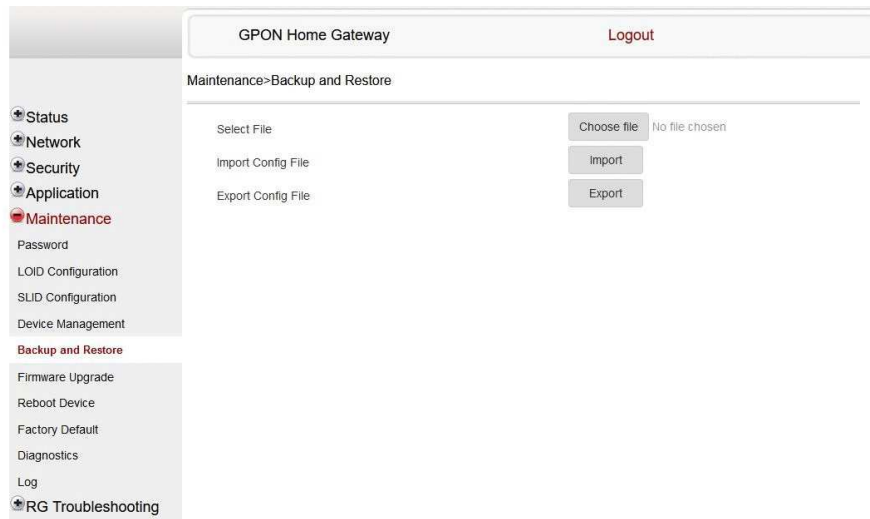 GPON Home Gateway
Logout
Maintenance>Backup and Restore
Status
Network
Security
Application
Maintenance
Password
LOID Configuration
SLID Configuration
Device Management
Backup and Restore
Firmware Upgrade
Reboot Device
Factory Default
Diagnostics
Log
RG Troubleshooting
Select File
Choose file No file chosen
Import Config File
Import
Export Config File
Export